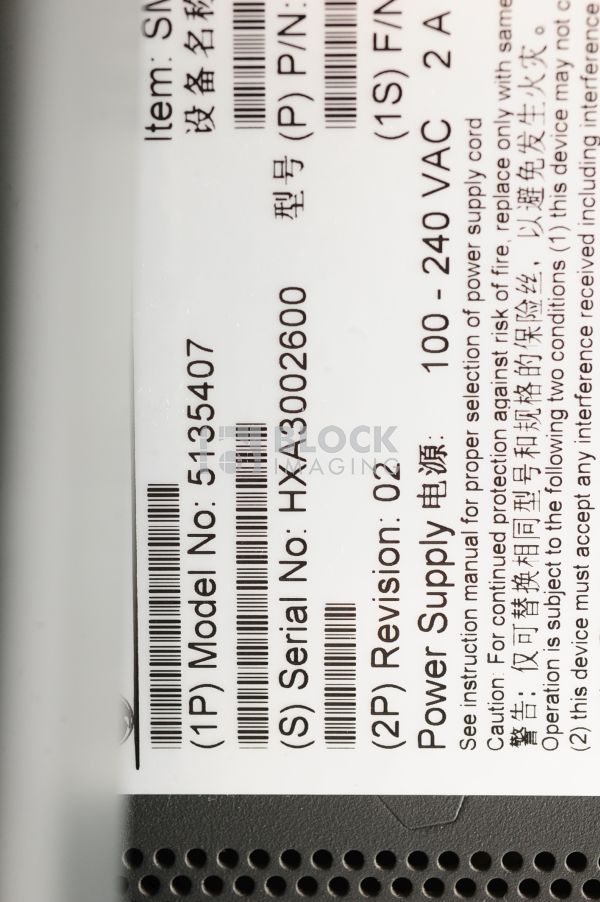 Item: SM
设备名称
(1P) Model No: 5135407
(P) P/N:
型号
(S) Serial No: HXA3002600
(1S) F/N
(2P) Revision: 02
Power Supply 电源: 100 - 240 VAC 2 A
See instruction manual for proper selection of power supply cord
Caution: For continued protection against risk of fire, replace only with same
警告: 仅可替换相同型号和规格的保险丝, 以避免发生火灾。
Operation is subject to the following two conditions (1) this device may not c
(2) this device must accept any interference received including interference
BLOCK
IMAGING